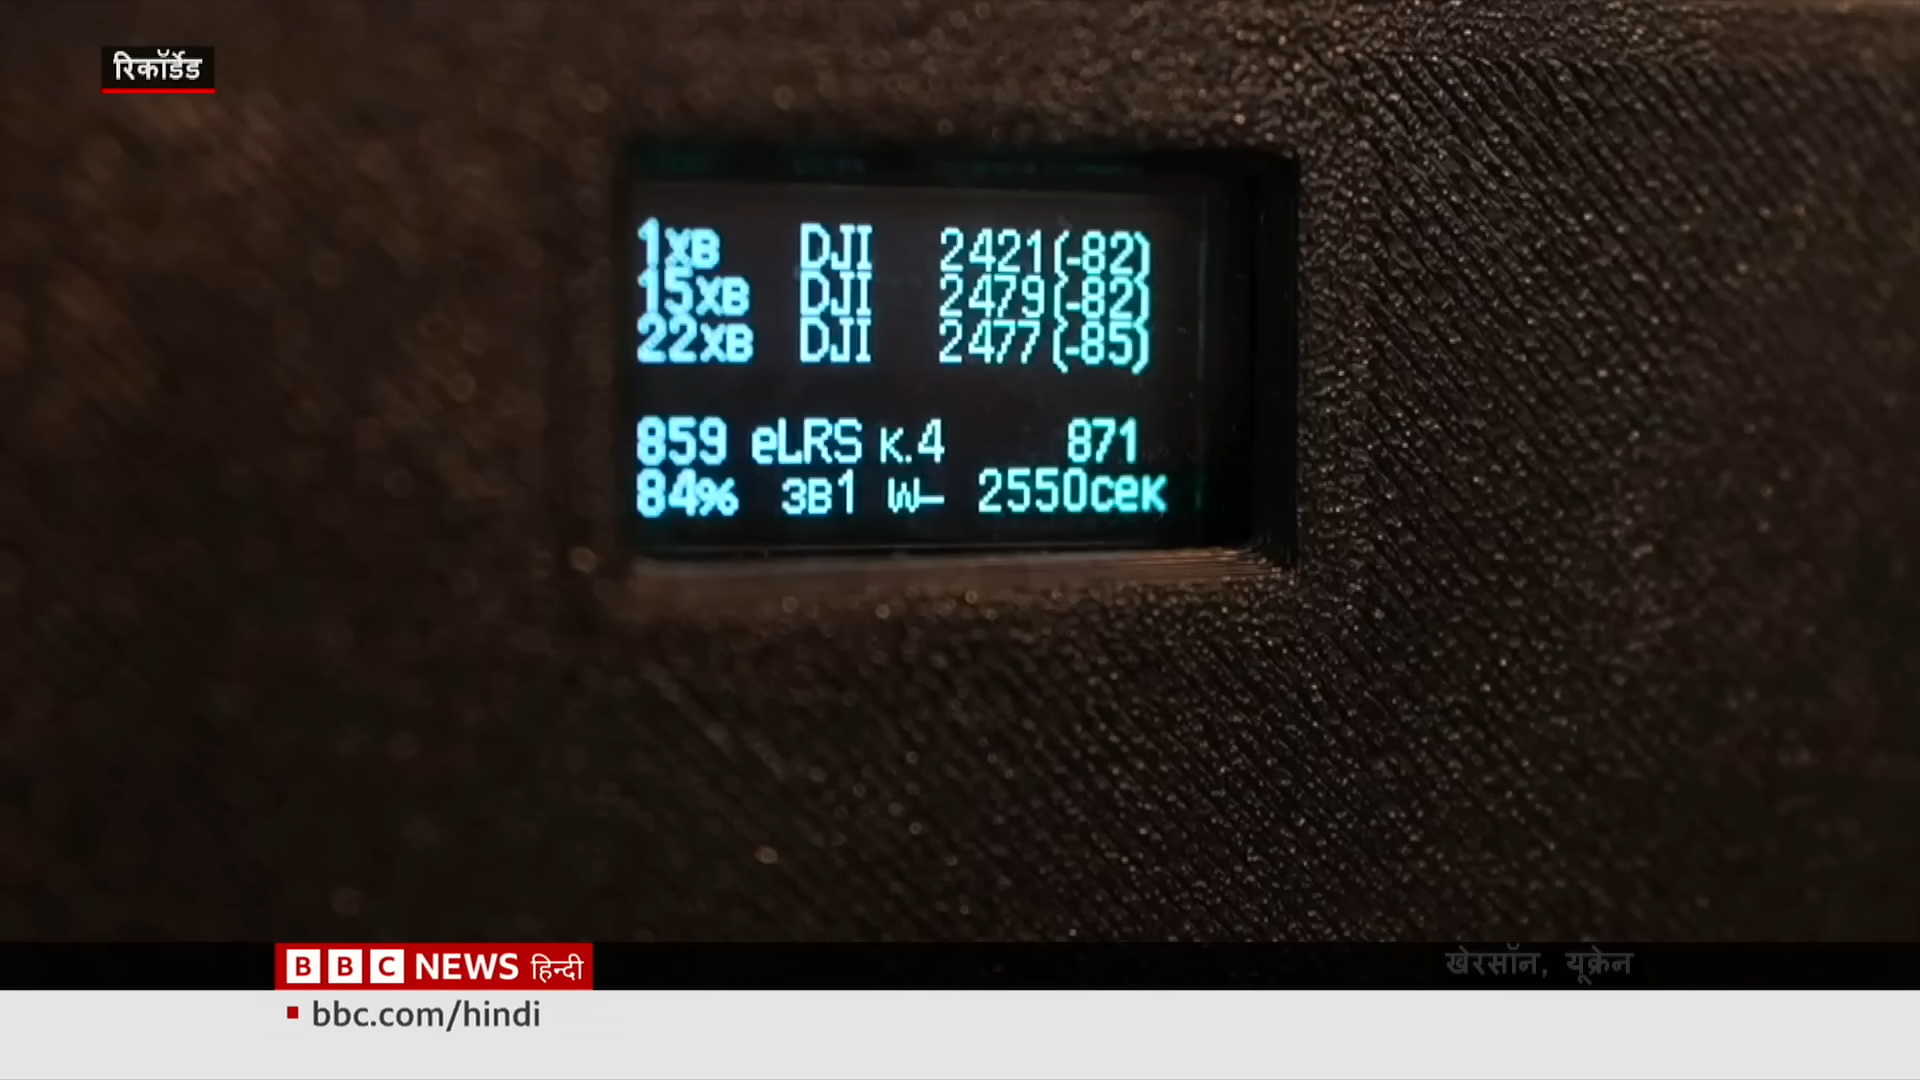 रिकॉर्डेड
1хв DJI 2421(-82)
15хв DJI 2479(-82)
22хв DJI 2477(-85)
859 eLRS к.4 871
84% зв1 W– 2550сек
BBC NEWS हिन्दी
खेरसॉन, यूक्रेन
bbc.com/hindi